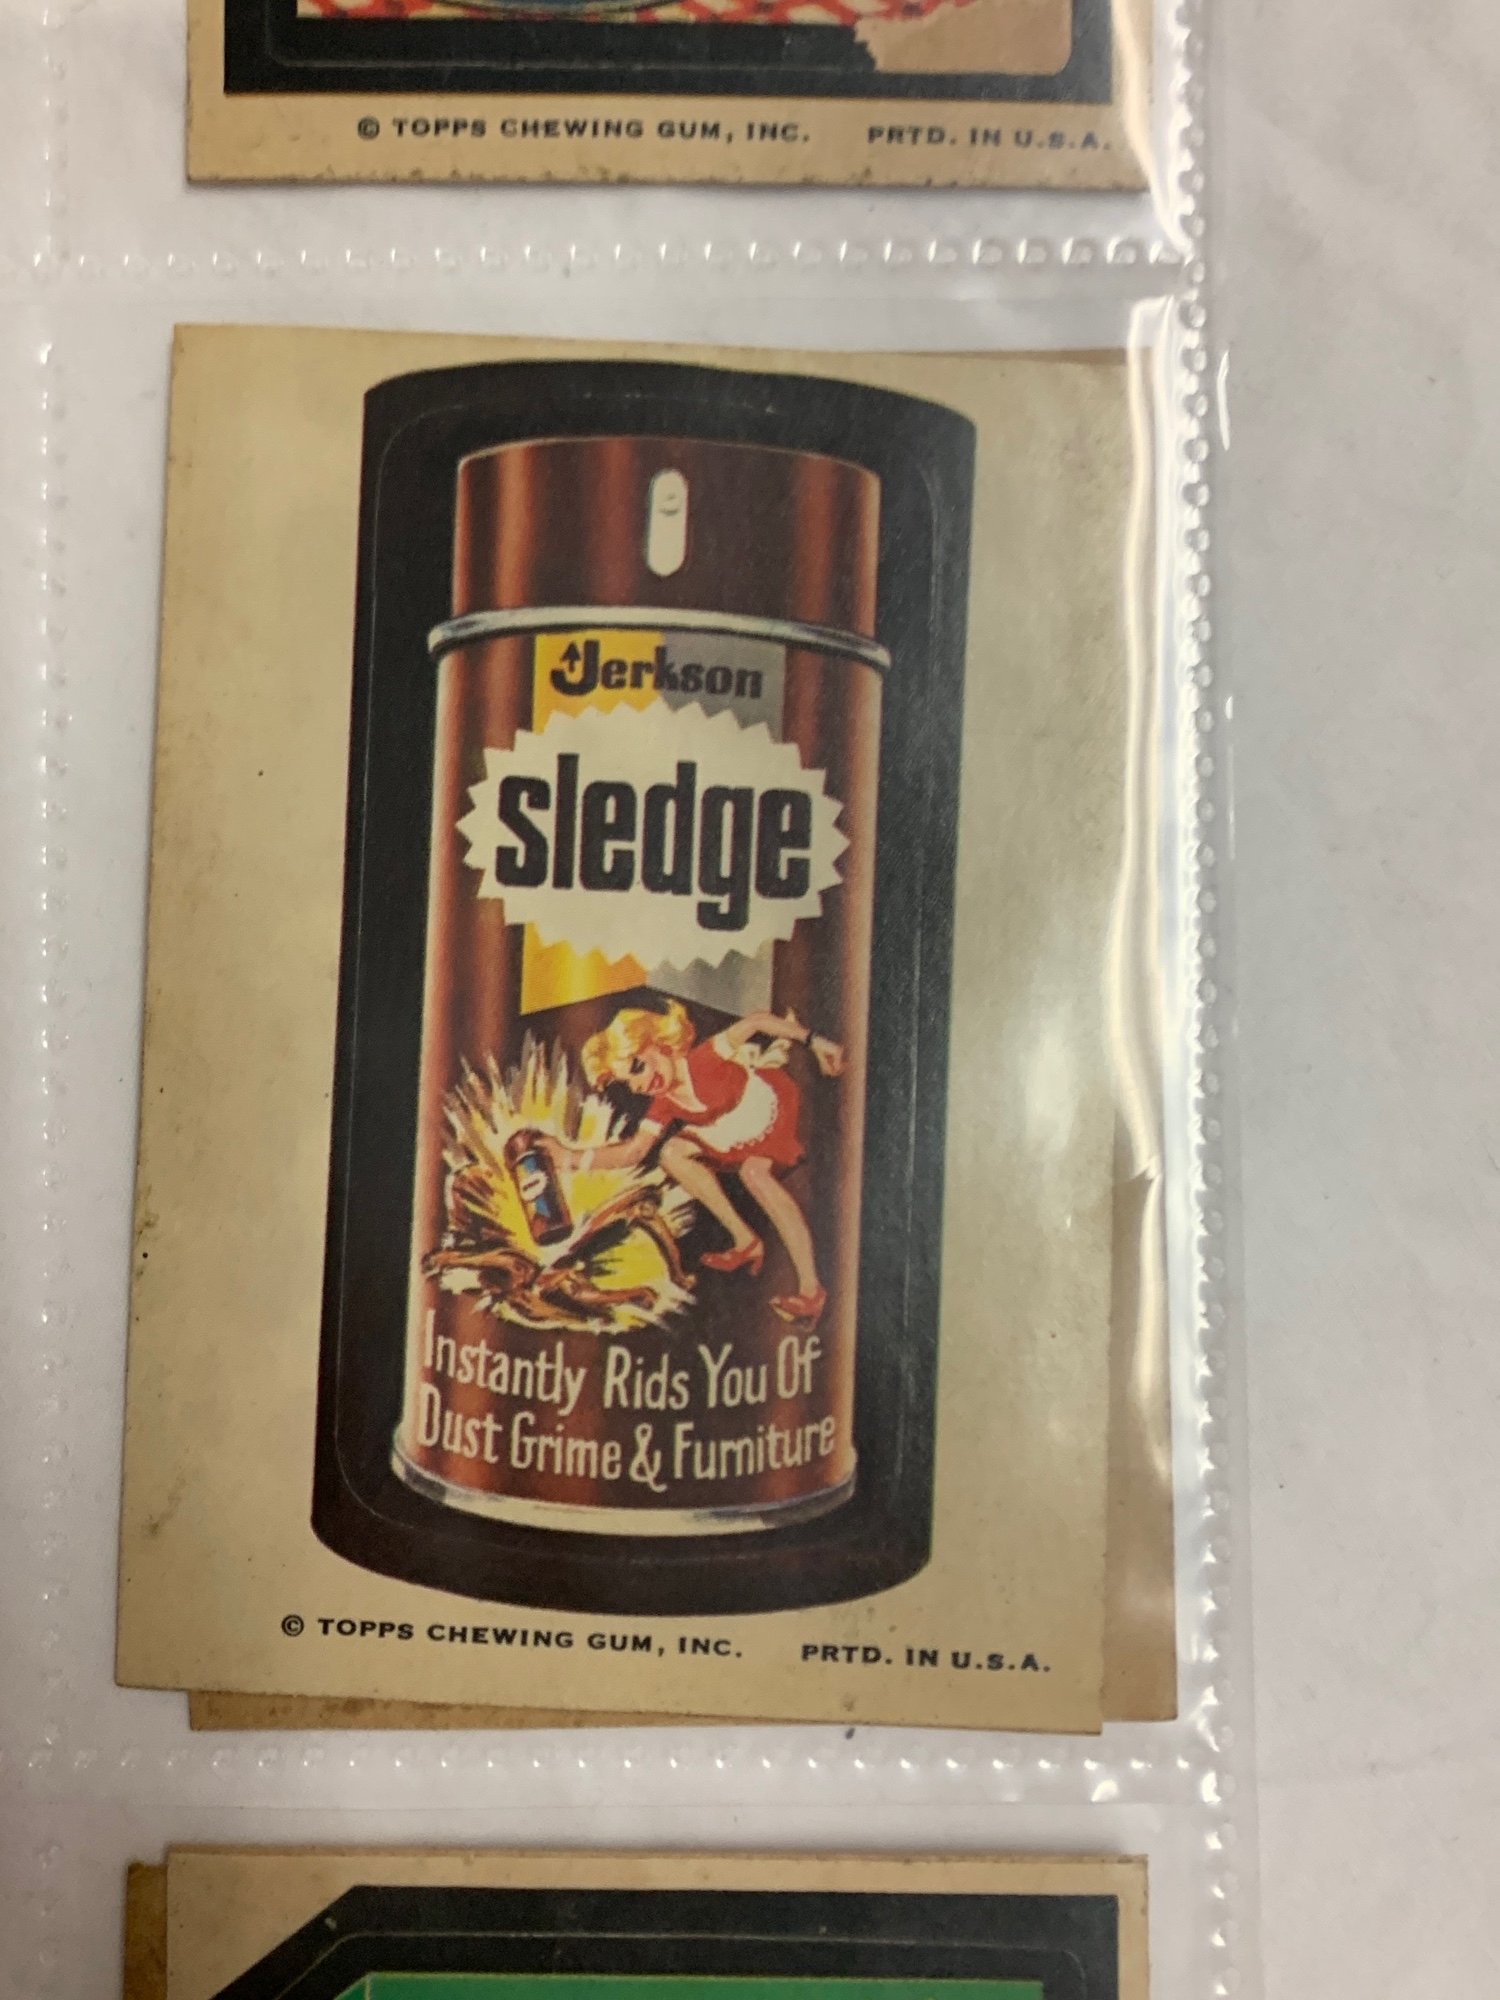 © TOPPS CHEWING GUM, INC. PRTD. IN U.S.A.
Jerkson
sledge
Instantly Rids You Of
Dust Grime & Furniture
© TOPPS CHEWING GUM, INC. PRTD. IN U.S.A.